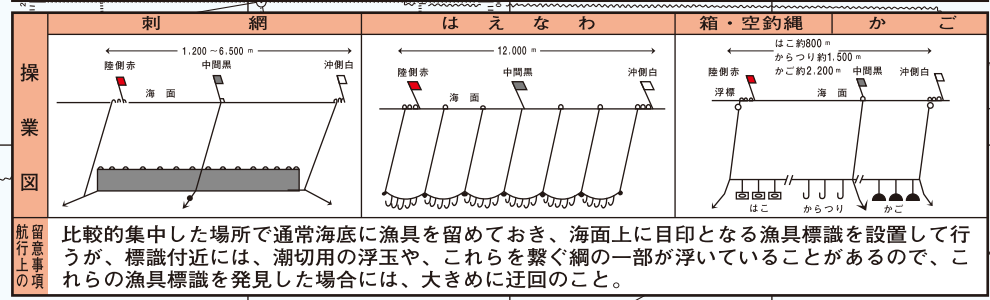 刺 網
は え な わ
箱・空釣縄
か ご
操業図
1,200 ～6,500 m
陸側赤
中間黒
沖側白
海 面
12,000 m
陸側赤
中間黒
沖側白
海 面
はこ約800 m
からつり約1,500 m
かご約2,200 m
陸側赤
中間黒
沖側白
浮標
海 面
はこ
からつり
かご
航行上の
留意事項
比較的集中した場所で通常海底に漁具を留めておき、海面上に目印となる漁具標識を設置して行
うが、標識付近には、潮切用の浮玉や、これらを繋ぐ綱の一部が浮いていることがあるので、こ
れらの漁具標識を発見した場合には、大きめに迂回のこと。